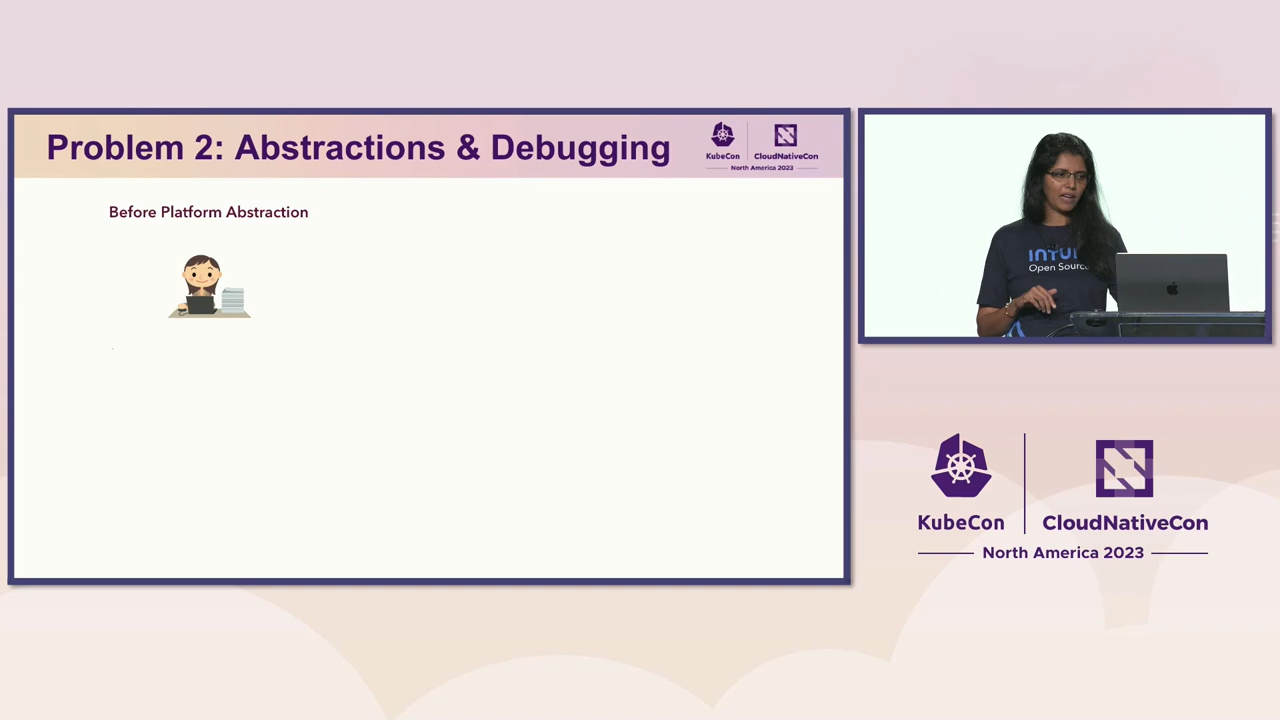 Problem 2: Abstractions & Debugging
KubeCon
CloudNativeCon
North America 2023
Before Platform Abstraction
INTU
Open Source
KubeCon
CloudNativeCon
North America 2023